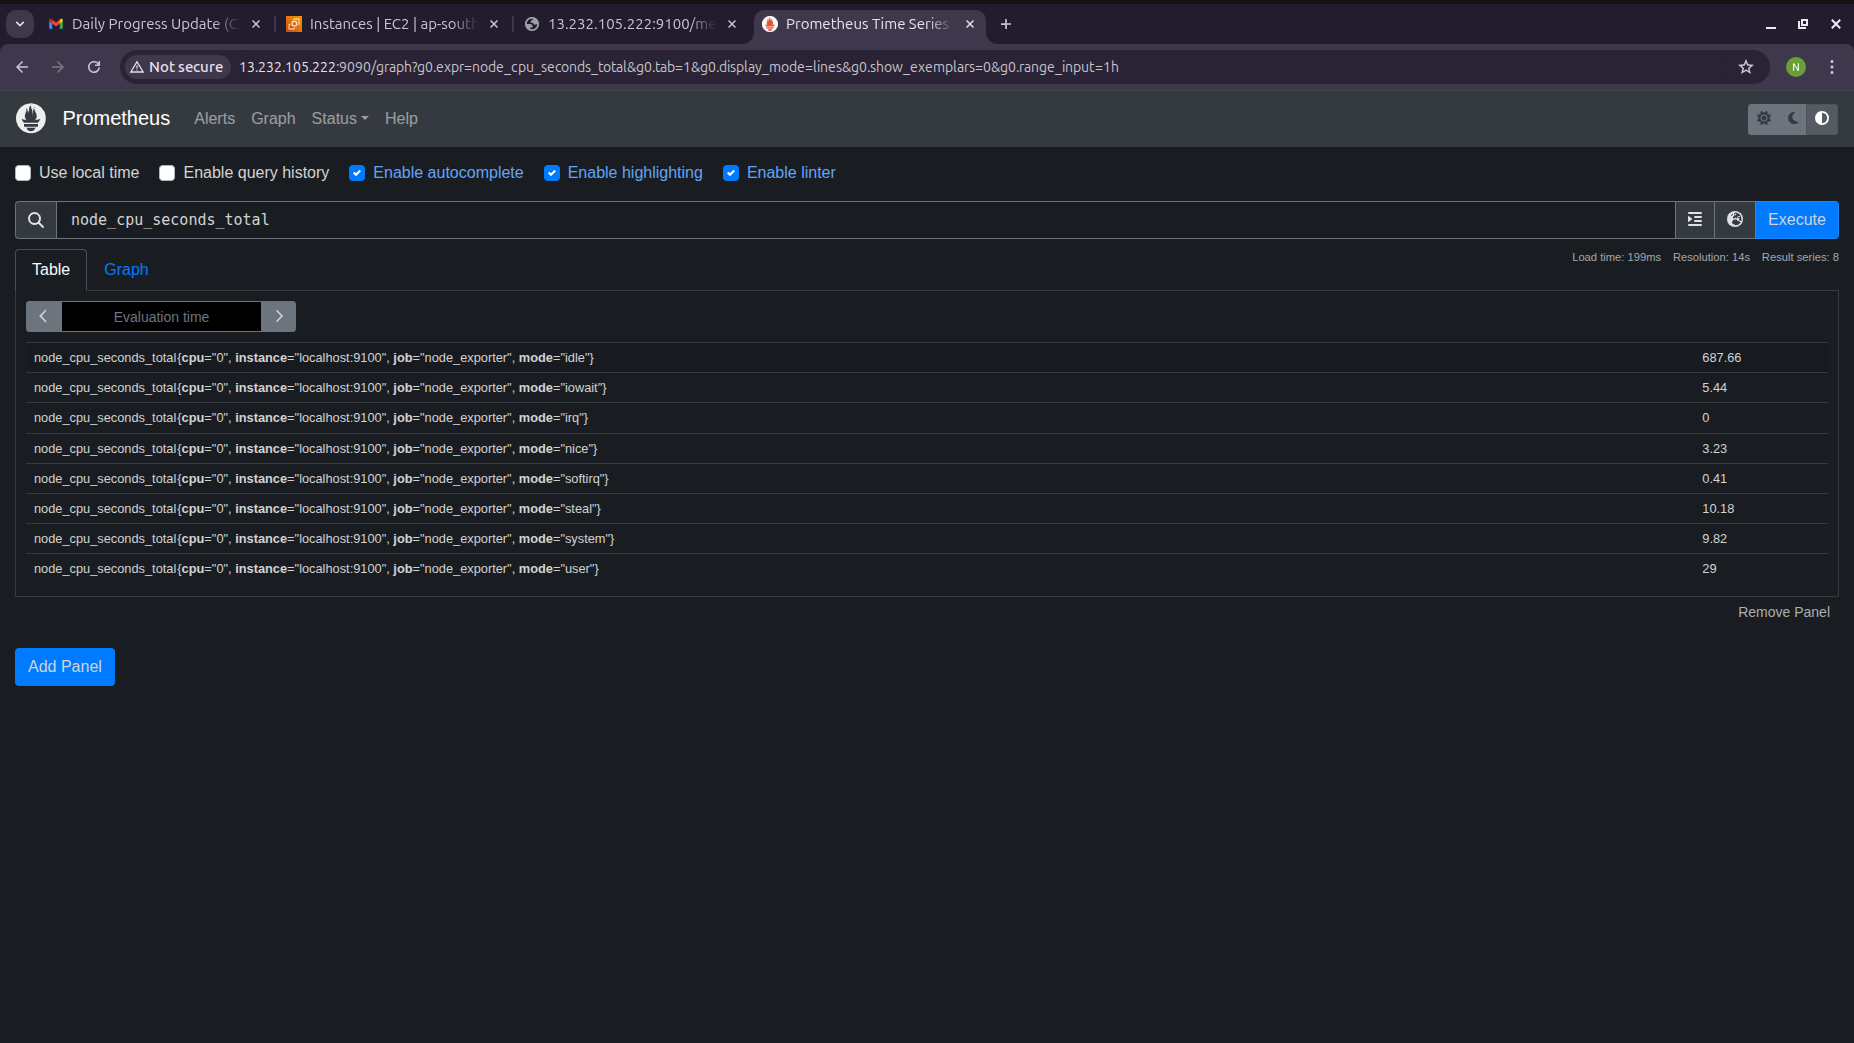 Daily Progress Update (C
Instances | EC2 | ap-sout
13.232.105.222:9100/me
Prometheus Time Series
Not secure 13.232.105.222:9090/graph?g0.expr=node_cpu_seconds_total&g0.tab=1&g0.display_mode=lines&g0.show_exemplars=0&g0.range_input=1h N
Prometheus Alerts Graph Status Help
Use local time Enable query history Enable autocomplete Enable highlighting Enable linter
node_cpu_seconds_total Execute
Table Graph Load time: 199ms Resolution: 14s Result series: 8
Evaluation time
node_cpu_seconds_total{cpu="0", instance="localhost:9100", job="node_exporter", mode="idle"} 687.66
node_cpu_seconds_total{cpu="0", instance="localhost:9100", job="node_exporter", mode="iowait"} 5.44
node_cpu_seconds_total{cpu="0", instance="localhost:9100", job="node_exporter", mode="irq"} 0
node_cpu_seconds_total{cpu="0", instance="localhost:9100", job="node_exporter", mode="nice"} 3.23
node_cpu_seconds_total{cpu="0", instance="localhost:9100", job="node_exporter", mode="softirq"} 0.41
node_cpu_seconds_total{cpu="0", instance="localhost:9100", job="node_exporter", mode="steal"} 10.18
node_cpu_seconds_total{cpu="0", instance="localhost:9100", job="node_exporter", mode="system"} 9.82
node_cpu_seconds_total{cpu="0", instance="localhost:9100", job="node_exporter", mode="user"} 29
Remove Panel
Add Panel